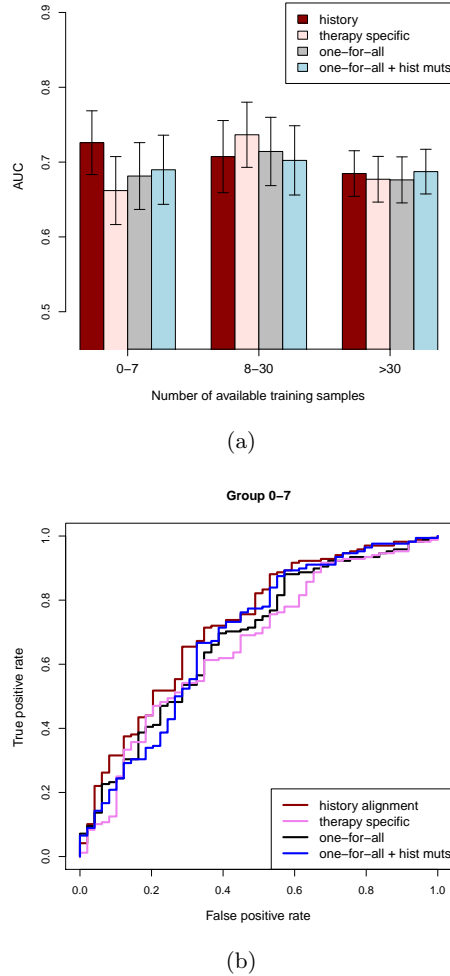 history
therapy specific
one−for−all
one−for−all + hist muts
0.9
0.8
0.7
0.6
0.5
AUC
0−7
8−30
>30
Number of available training samples
(a)
Group 0−7
1.0
0.8
0.6
0.4
0.2
0.0
True positive rate
history alignment
therapy specific
one−for−all
one−for−all + hist muts
0.0
0.2
0.4
0.6
0.8
1.0
False positive rate
(b)